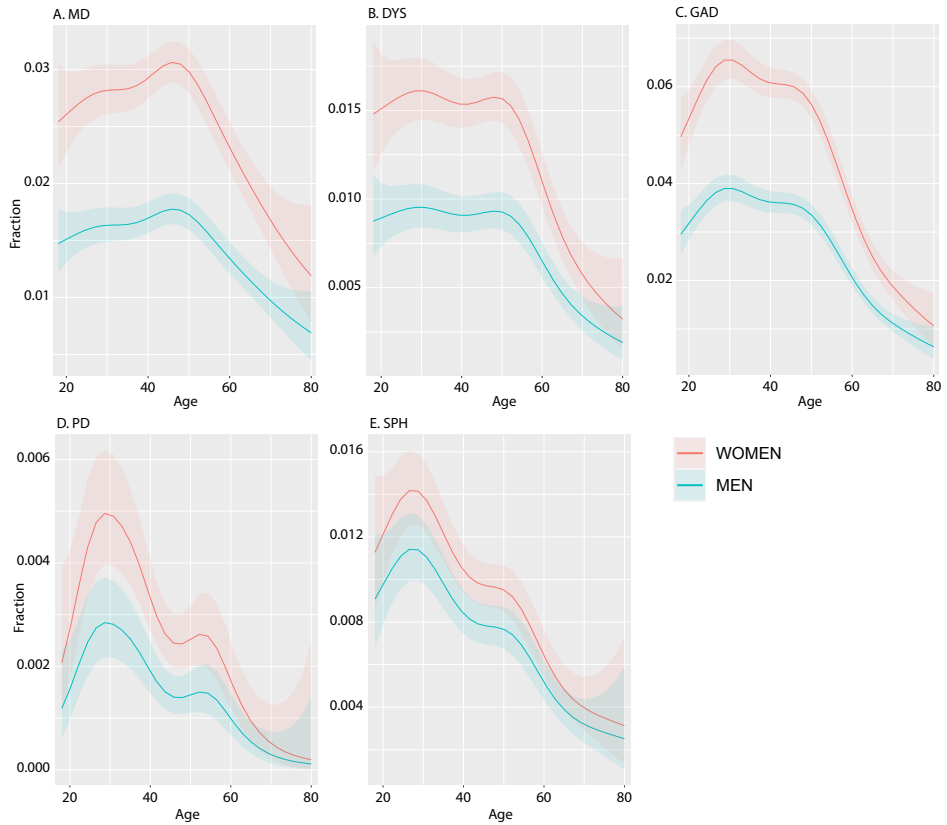 A. MD
B. DYS
C. GAD
Fraction
0.03
0.02
0.01
0.015
0.010
0.005
0.06
0.04
0.02
20 40 60 80
20 40 60 80
20 40 60 80
Age
Age
Age
D. PD
E. SPH
Fraction
0.006
0.004
0.002
0.000
0.016
0.012
0.008
0.004
WOMEN
MEN
20 40 60 80
20 40 60 80
Age
Age